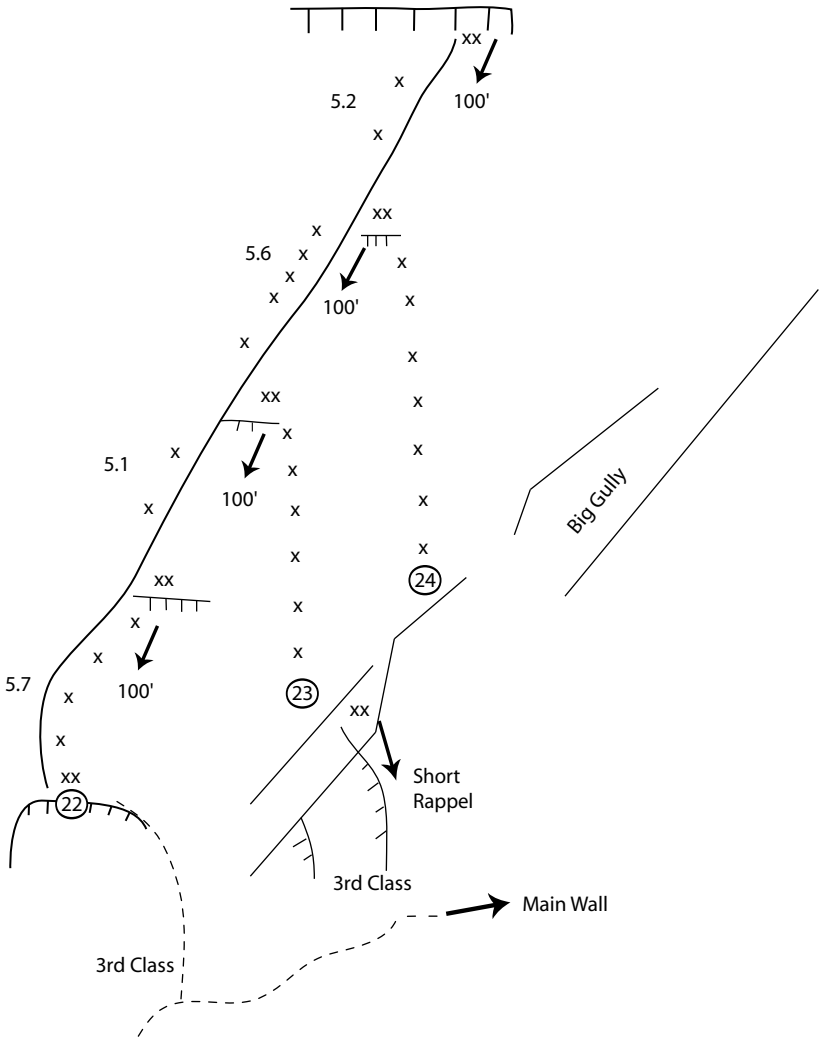 xx
x
5.2
100'
x
xx
x
5.6
x
x
x
100'
x
x
x
x
xx
x
x
5.1
x
x
x
100'
x
x
x
x
x
Big Gully
xx
24
x
x
x
x
5.7
100'
x
23
xx
x
xx
22
Short
Rappel
3rd Class
Main Wall
3rd Class